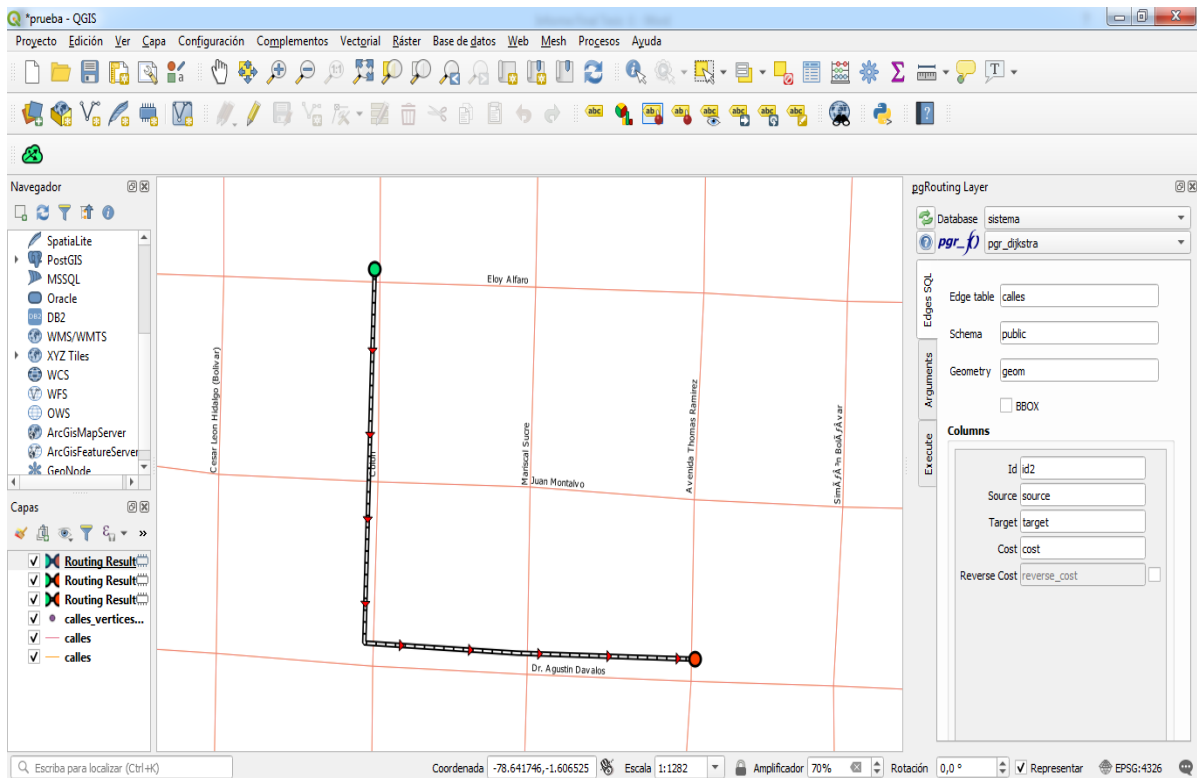 *prueba - QGIS
Proyecto Edición Ver Capa Configuración Complementos Vectorial Ráster Base de datos Web Mesh Procesos Ayuda
Navegador
SpatiaLite
PostGIS
MSSQL
Oracle
DB2
DB2
WMS/WMTS
XYZ Tiles
WCS
WFS
OWS
ArcGisMapServer
ArcGisFeatureServer
GeoNode
Capas
Routing Result
Routing Result
Routing Result
calles_vertices...
calles
calles
Eloy Alfaro
Cesar Leon Hidalgo (Bolivar)
Colon
Mariscal Sucre
Avenida Thomas Ramirez
Juan Montalvo
Dr. Agustin Davalos
pgRouting Layer
Database sistema
pgr_f() pgr_dijkstra
Edges SQL
Arguments
Execute
Edge table calles
Schema public
Geometry geom
BBOX
Columns
Id id2
Source source
Target target
Cost cost
Reverse Cost reverse_cost
Escriba para localizar (Ctrl+K)
Coordenada -78.641746,-1.606525 Escala 1:1282 Amplificador 70% Rotación 0,0 ° Representar EPSG:4326